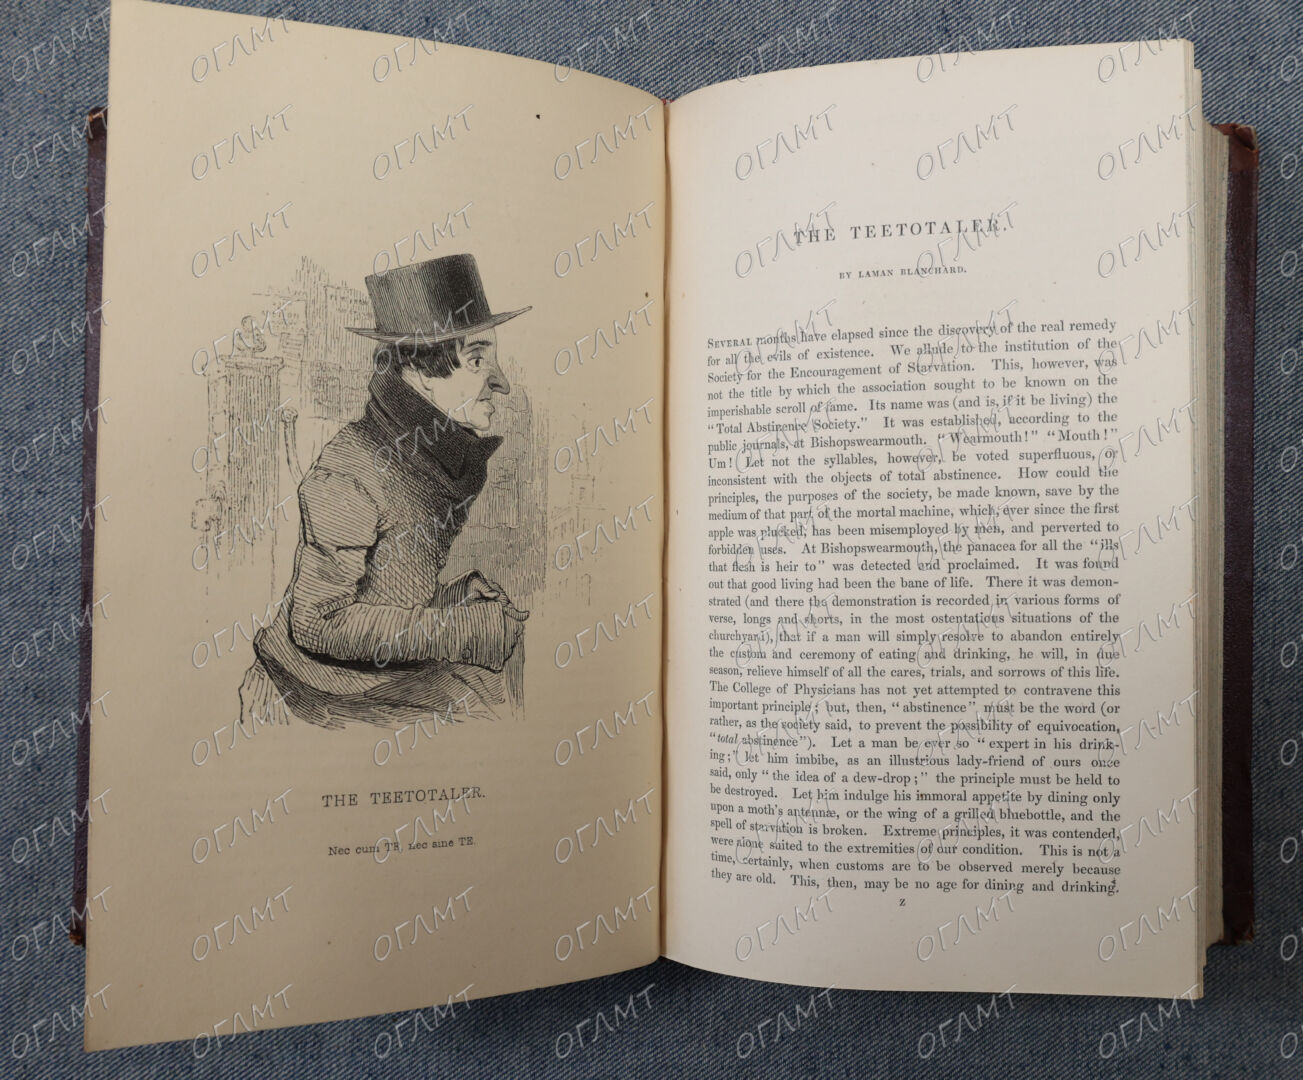 THE TEETOTALER.
Nec cum TE, nec sine TE.
THE TEETOTALER.
BY LAMAN BLANCHARD.
SEVERAL months have elapsed since the discovery of the real remedy
for all the evils of existence. We allude to the institution of the
Society for the Encouragement of Starvation. This, however, was
not the title by which the association sought to be known on the
imperishable scroll of fame. Its name was (and is, if it be living) the
"Total Abstinence Society." It was established, according to the
public journals, at Bishopswearmouth. "Wearmouth!" "Mouth!"
Um! Let not the syllables, however, be voted superfluous, or
inconsistent with the objects of total abstinence. How could the
principles, the purposes of the society, be made known, save by the
medium of that part of the mortal machine, which, ever since the first
apple was plucked, has been misemployed by men, and perverted to
forbidden uses. At Bishopswearmouth, the panacea for all the "ills
that flesh is heir to" was detected and proclaimed. It was found
out that good living had been the bane of life. There it was demon-
strated (and there the demonstration is recorded in various forms of
verse, longs and shorts, in the most ostentatious situations of the
churchyard), that if a man will simply resolve to abandon entirely
the custom and ceremony of eating and drinking, he will, in due
season, relieve himself of all the cares, trials, and sorrows of this life.
The College of Physicians has not yet attempted to contravene this
important principle; but, then, "abstinence" must be the word (or
rather, as the society said, to prevent the possibility of equivocation,
"total abstinence"). Let a man be ever so "expert in his drink-
ing;" let him imbibe, as an illustrious lady-friend of ours once
said, only "the idea of a dew-drop;" the principle must be held to
be destroyed. Let him indulge his immoral appetite by dining only
upon a moth's antennæ, or the wing of a grilled bluebottle, and the
spell of starvation is broken. Extreme principles, it was contended,
were alone suited to the extremities of our condition. This is not a
time, certainly, when customs are to be observed merely because
they are old. This, then, may be no age for dining and drinking.
z
ОГЛМТ